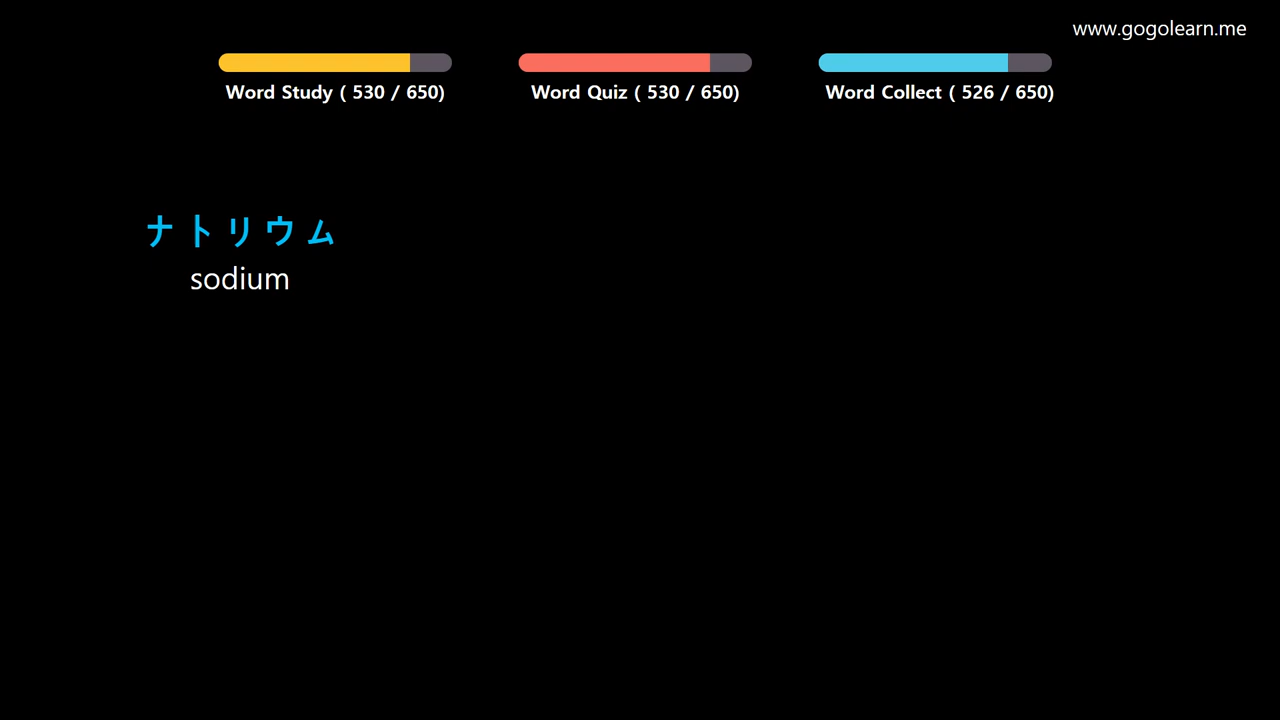 www.gogolearn.me
Word Study ( 530 / 650)
Word Quiz ( 530 / 650)
Word Collect ( 526 / 650)
ナトリウム
sodium